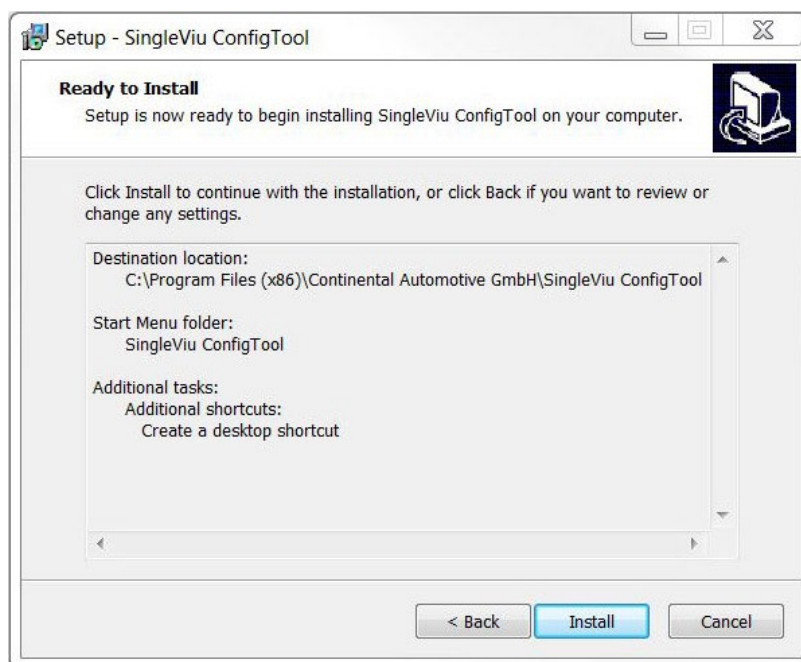 Setup - SingleViu ConfigTool
Ready to Install
Setup is now ready to begin installing SingleViu ConfigTool on your computer.
Click Install to continue with the installation, or click Back if you want to review or
change any settings.
Destination location:
C:\Program Files (x86)\Continental Automotive GmbH\SingleViu ConfigTool
Start Menu folder:
SingleViu ConfigTool
Additional tasks:
Additional shortcuts:
Create a desktop shortcut
< Back
Install
Cancel